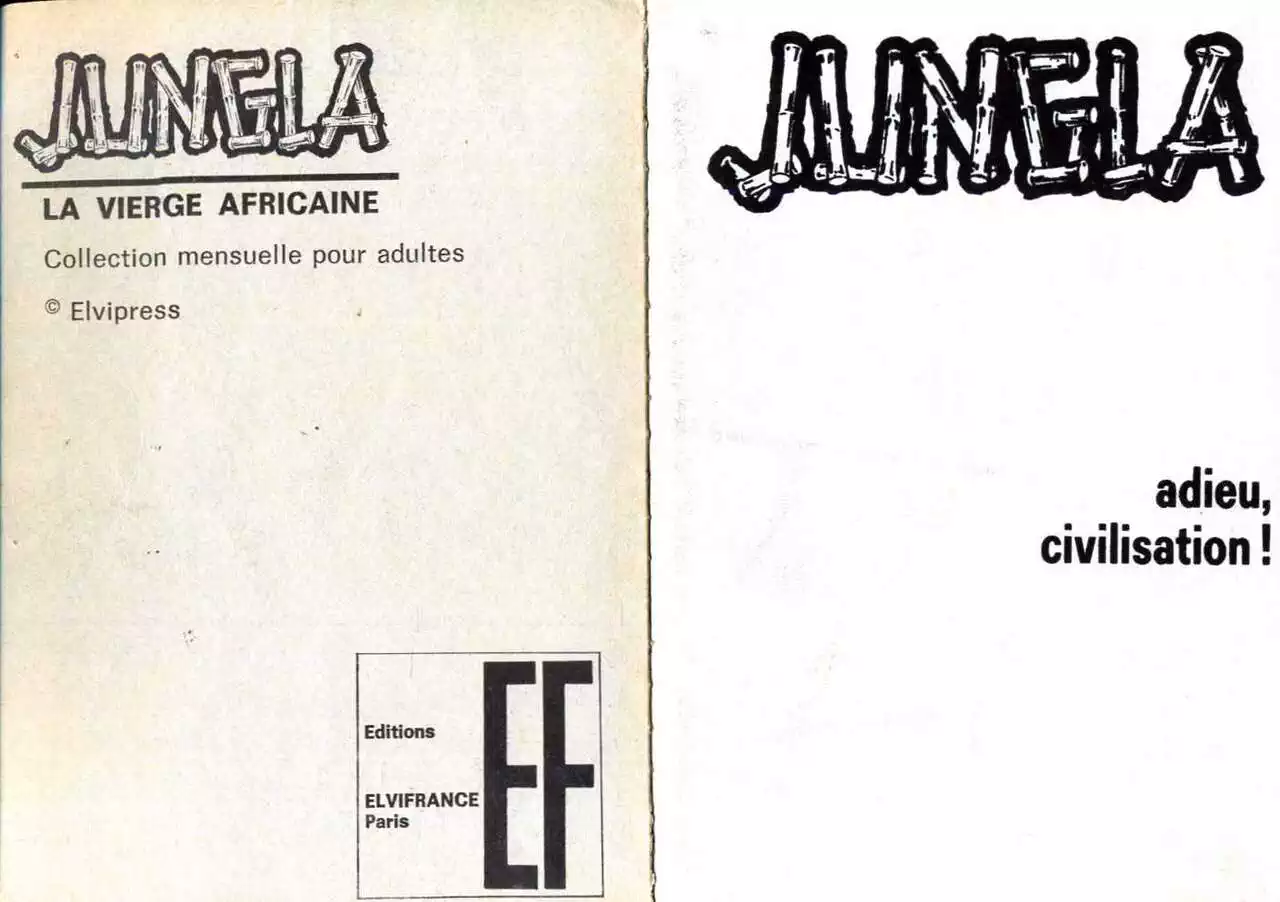 JUNGLA
LA VIERGE AFRICAINE
Collection mensuelle pour adultes
© Elvipress
Editions
ELVIFRANCE
Paris
EF
JUNGLA
adieu,
civilisation !